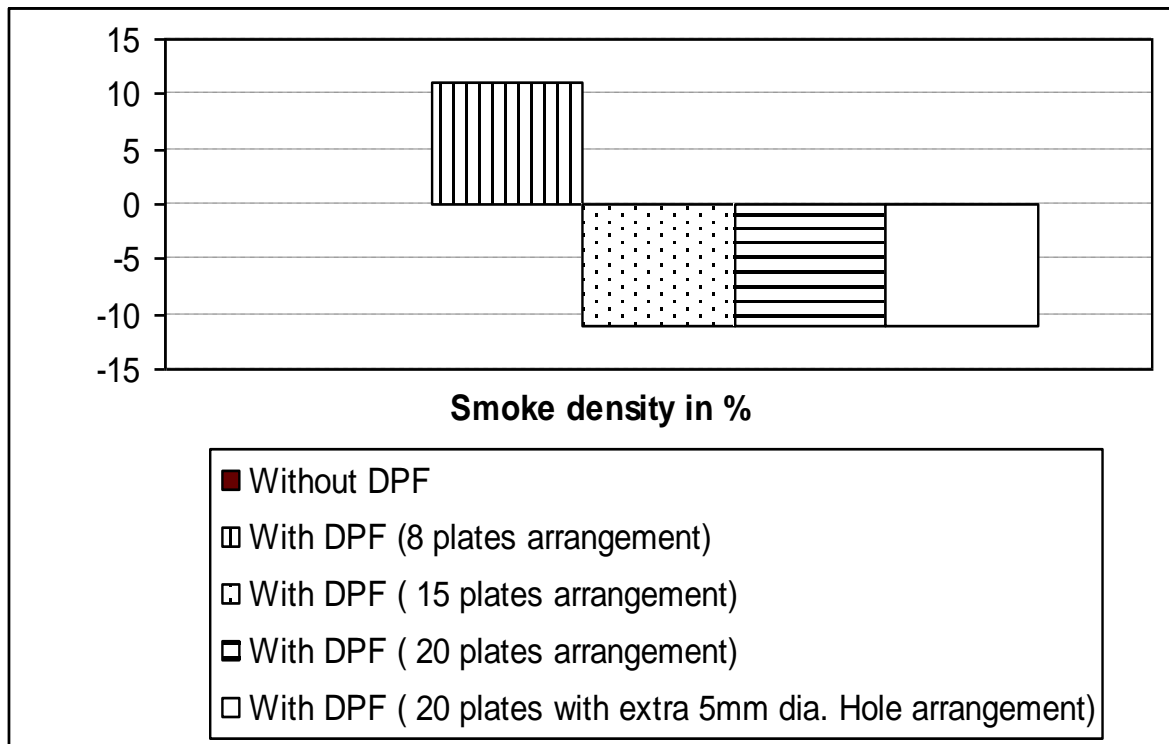 15
10
5
0
-5
-10
-15
Smoke density in %
Without DPF
With DPF (8 plates arrangement)
With DPF ( 15 plates arrangement)
With DPF ( 20 plates arrangement)
With DPF ( 20 plates with extra 5mm dia. Hole arrangement)